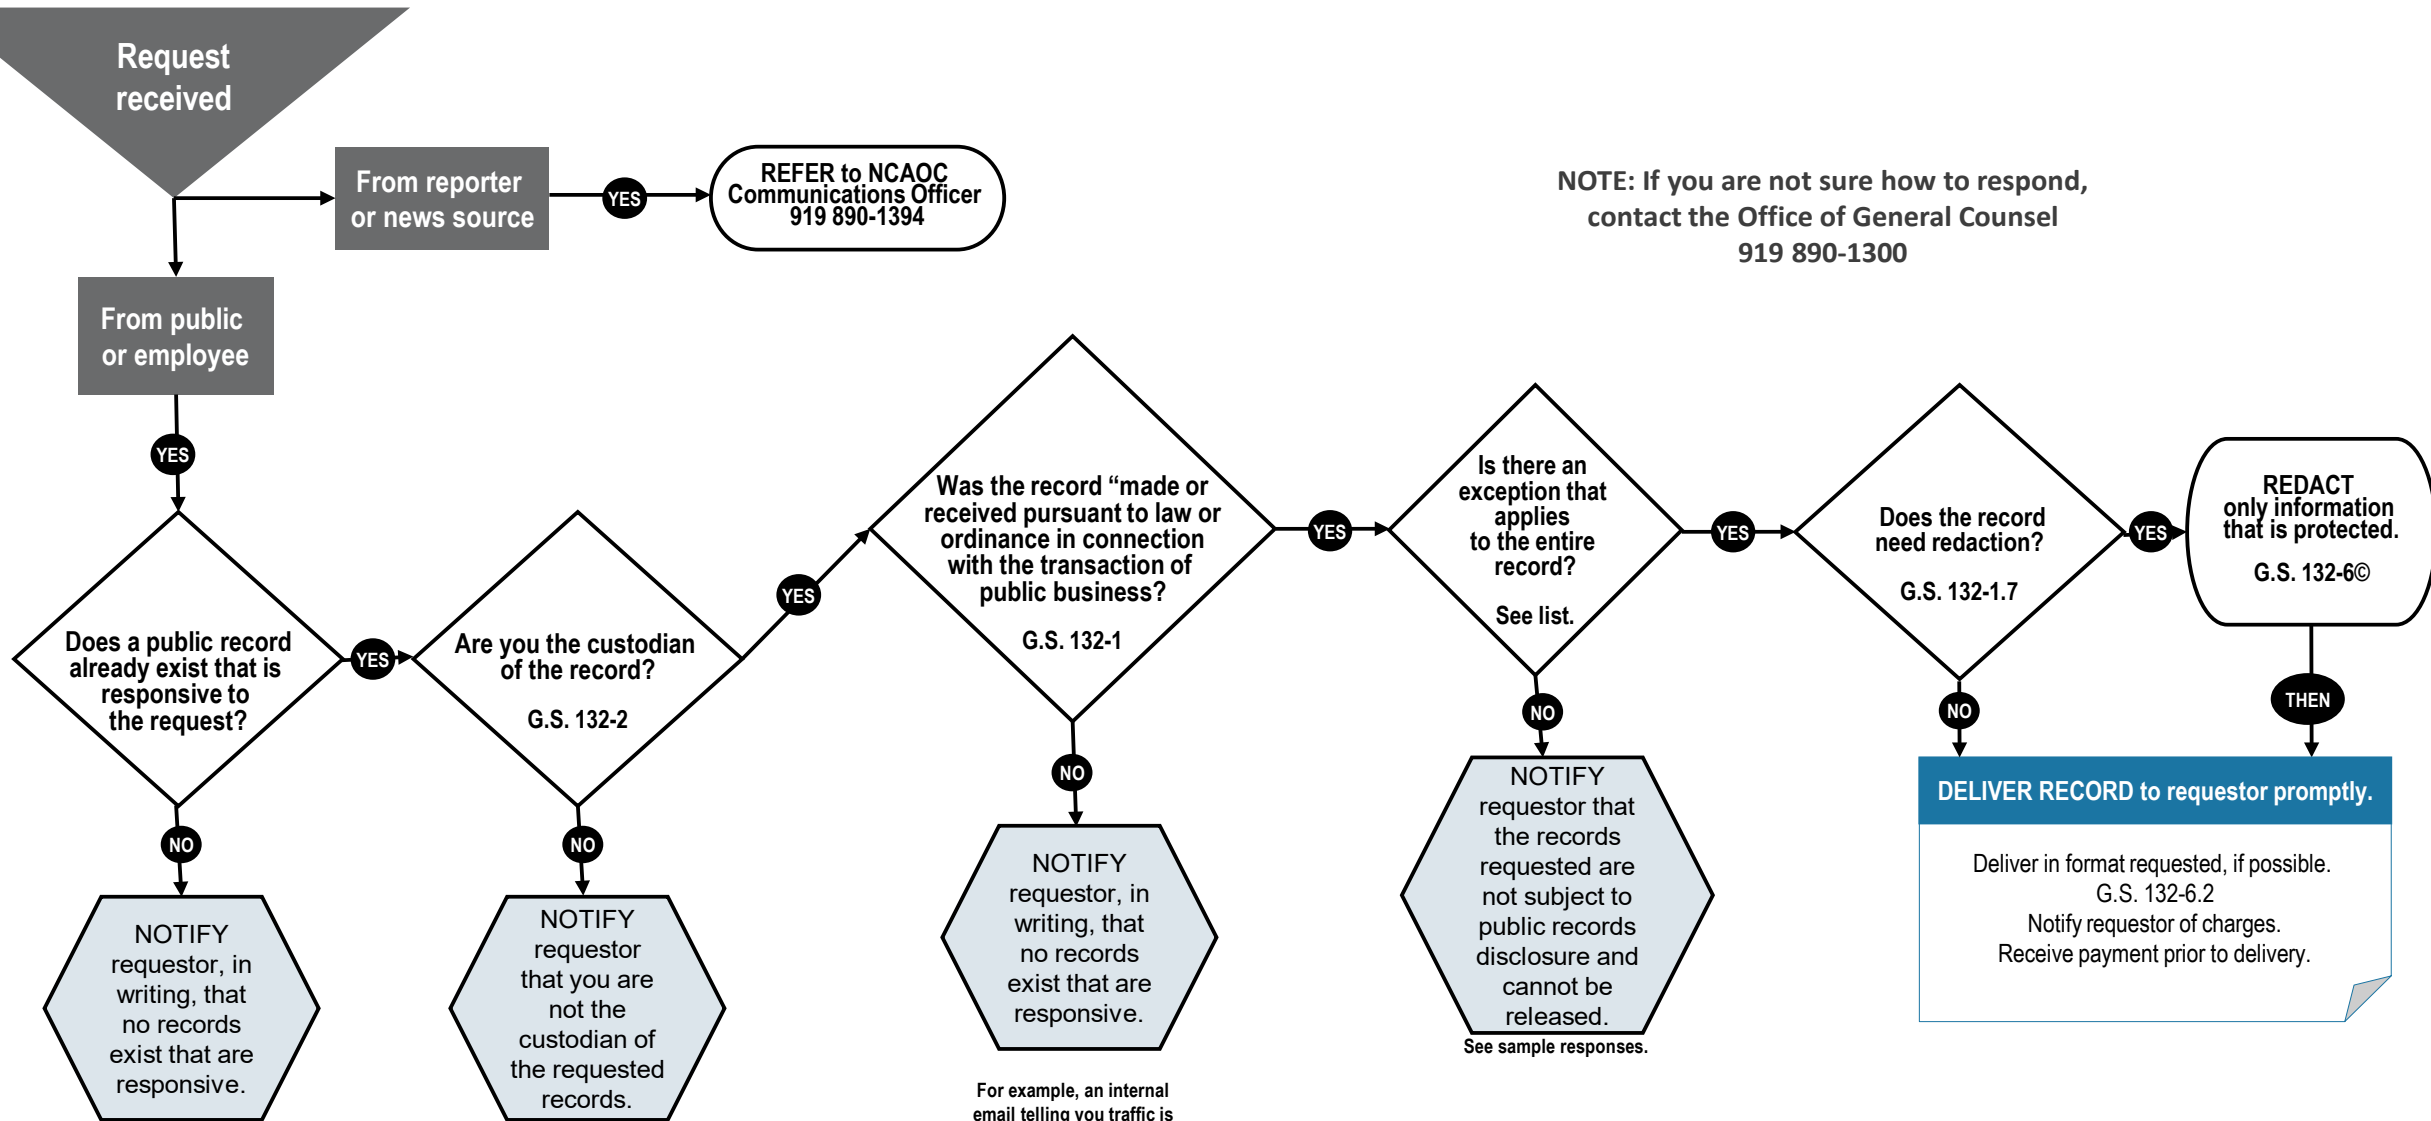 Request
received
From reporter
or news source
YES
REFER to NCAOC
Communications Officer
919 890-1394
NOTE: If you are not sure how to respond,
contact the Office of General Counsel
919 890-1300
From public
or employee
YES
Does a public record
already exist that is
responsive to
the request?
YES
Are you the custodian
of the record?
G.S. 132-2
YES
Was the record “made or
received pursuant to law or
ordinance in connection
with the transaction of
public business?
G.S. 132-1
YES
Is there an
exception that
applies
to the entire
record?
See list.
YES
Does the record
need redaction?
G.S. 132-1.7
YES
REDACT
only information
that is protected.
G.S. 132-6©
NO
NOTIFY
requestor, in
writing, that
no records
exist that are
responsive.
NO
NOTIFY
requestor
that you are
not the
custodian of
the requested
records.
NO
NOTIFY
requestor, in
writing, that
no records
exist that are
responsive.
For example, an internal
email telling you traffic is
NO
NOTIFY
requestor that
the records
requested are
not subject to
public records
disclosure and
cannot be
released.
See sample responses.
NO
THEN
DELIVER RECORD to requestor promptly.
Deliver in format requested, if possible.
G.S. 132-6.2
Notify requestor of charges.
Receive payment prior to delivery.